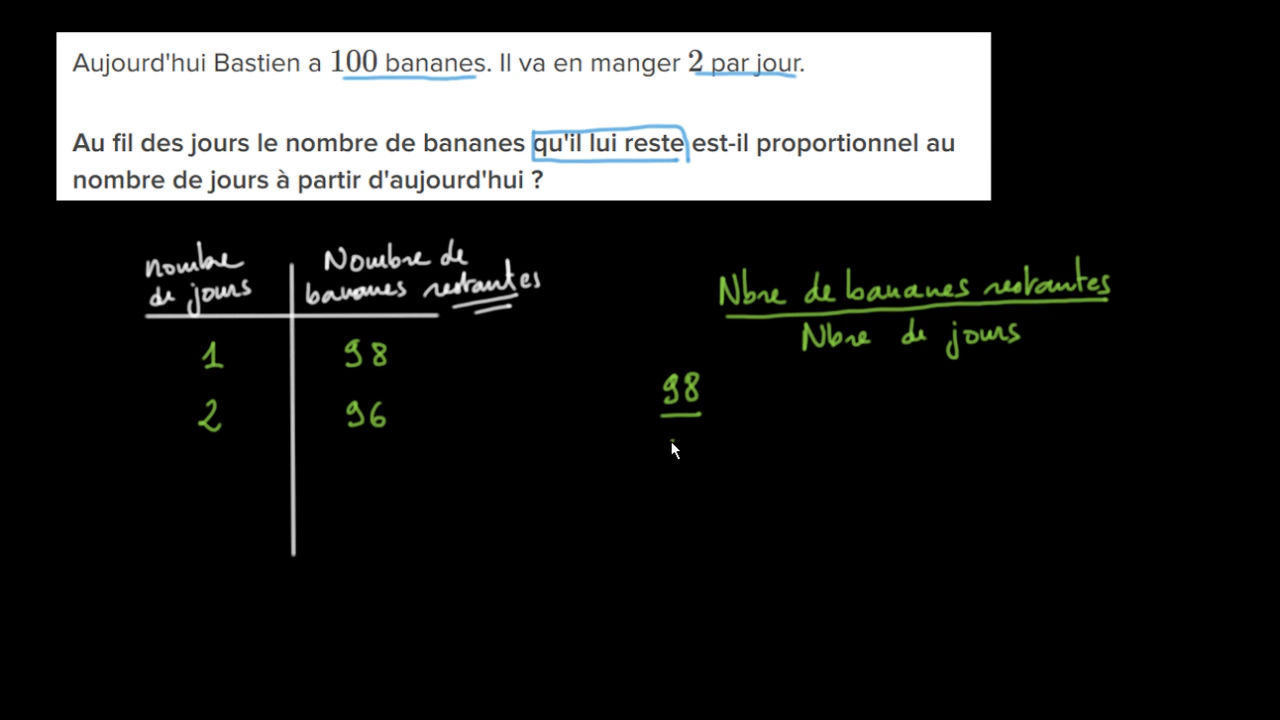 Aujourd'hui Bastien a 100 bananes. Il va en manger 2 par jour.
Au fil des jours le nombre de bananes qu'il lui reste est-il proportionnel au
nombre de jours à partir d'aujourd'hui ?
nombre
de jours
Nombre de
bananes restantes
1 98
2 96
Nbre de bananes restantes
Nbre de jours
98